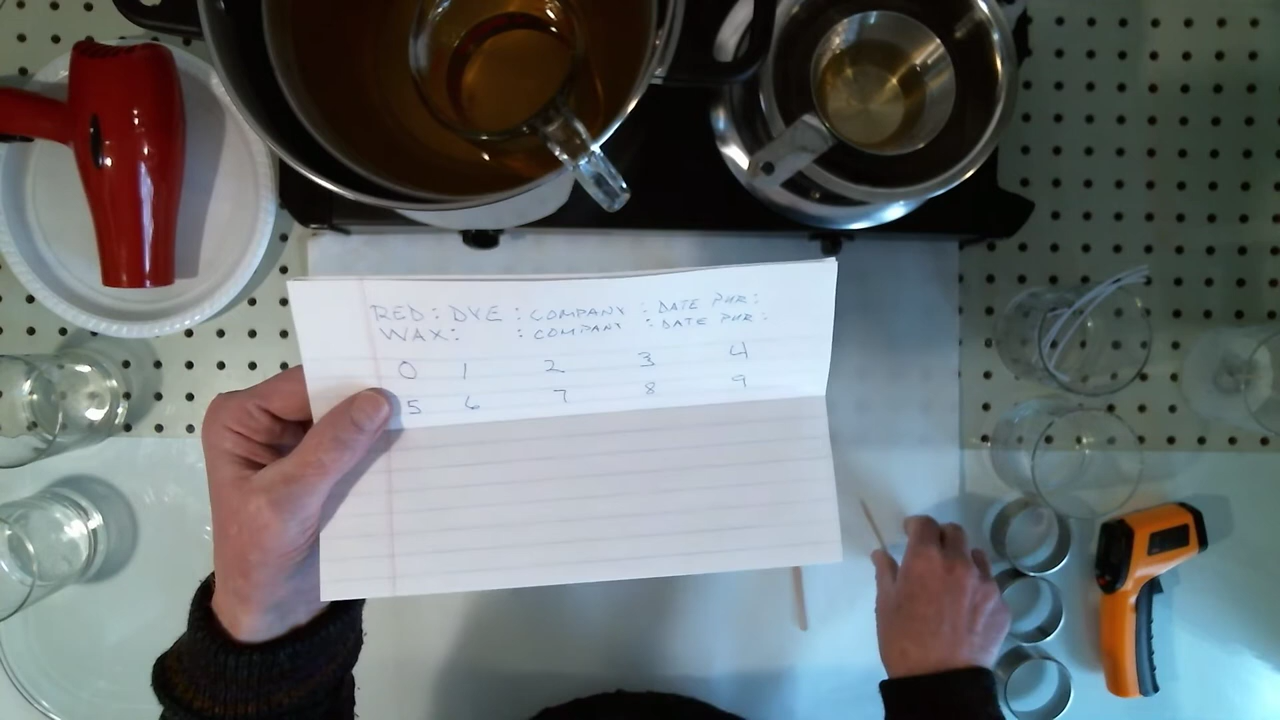 RED: DYE : COMPANY : DATE PUR:
WAX: : COMPANY : DATE PUR:
0 1 2 3 4
5 6 7 8 9